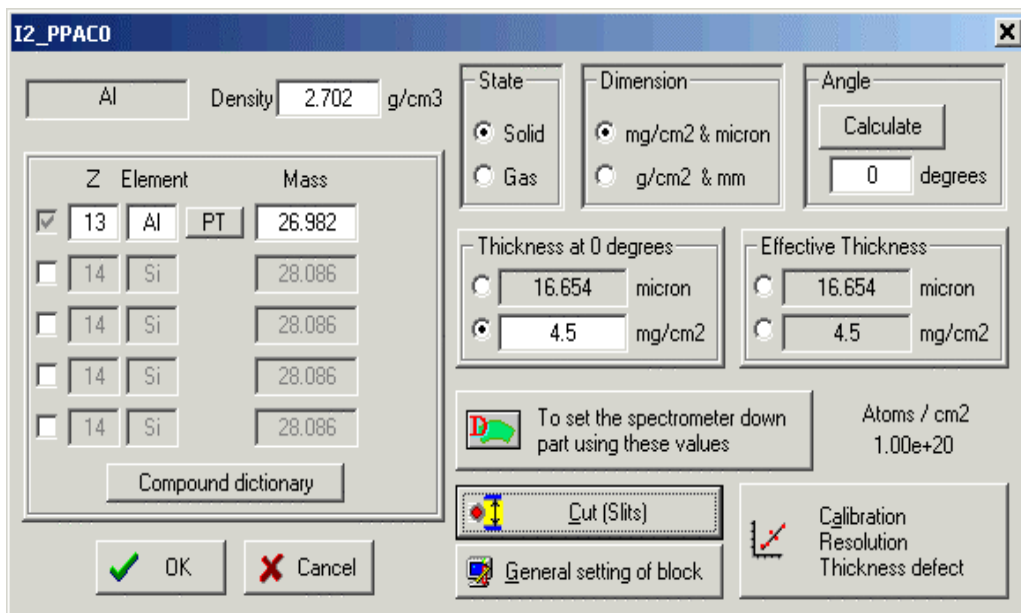 I2_PPAC0
Al Density 2.702 g/cm3
Z Element Mass
13 Al PT 26.982
14 Si 28.086
14 Si 28.086
14 Si 28.086
14 Si 28.086
Compound dictionary
OK Cancel
State
Solid
Gas
Dimension
mg/cm2 & micron
g/cm2 & mm
Angle
Calculate
0 degrees
Thickness at 0 degrees
16.654 micron
4.5 mg/cm2
Effective Thickness
16.654 micron
4.5 mg/cm2
D To set the spectrometer down
part using these values
Atoms / cm2
1.00e+20
Cut (Slits)
General setting of block
Calibration
Resolution
Thickness defect